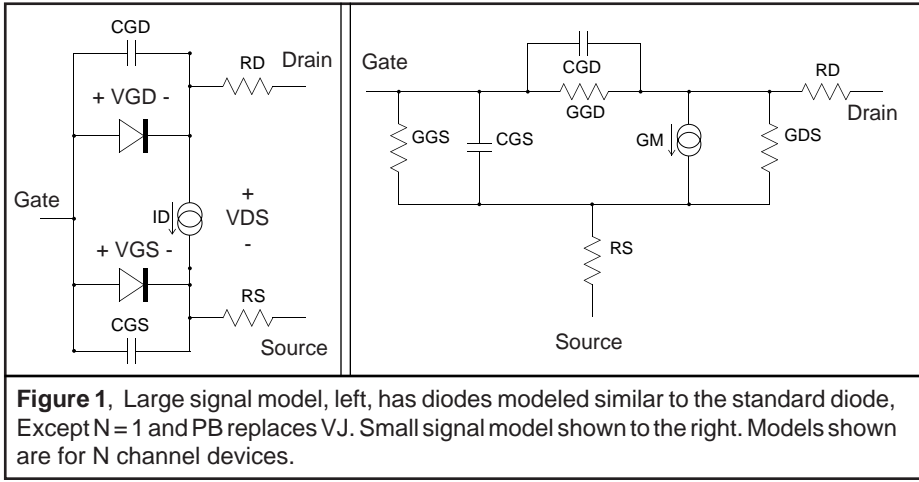 CGD
RD
Drain
+ VGD -
Gate
ID
+
VDS
-
+ VGS -
RS
CGS
Source
Gate
CGD
GGD
RD
Drain
GGS
CGS
GM
GDS
RS
Source
Figure 1, Large signal model, left, has diodes modeled similar to the standard diode,
Except N = 1 and PB replaces VJ. Small signal model shown to the right. Models shown
are for N channel devices.